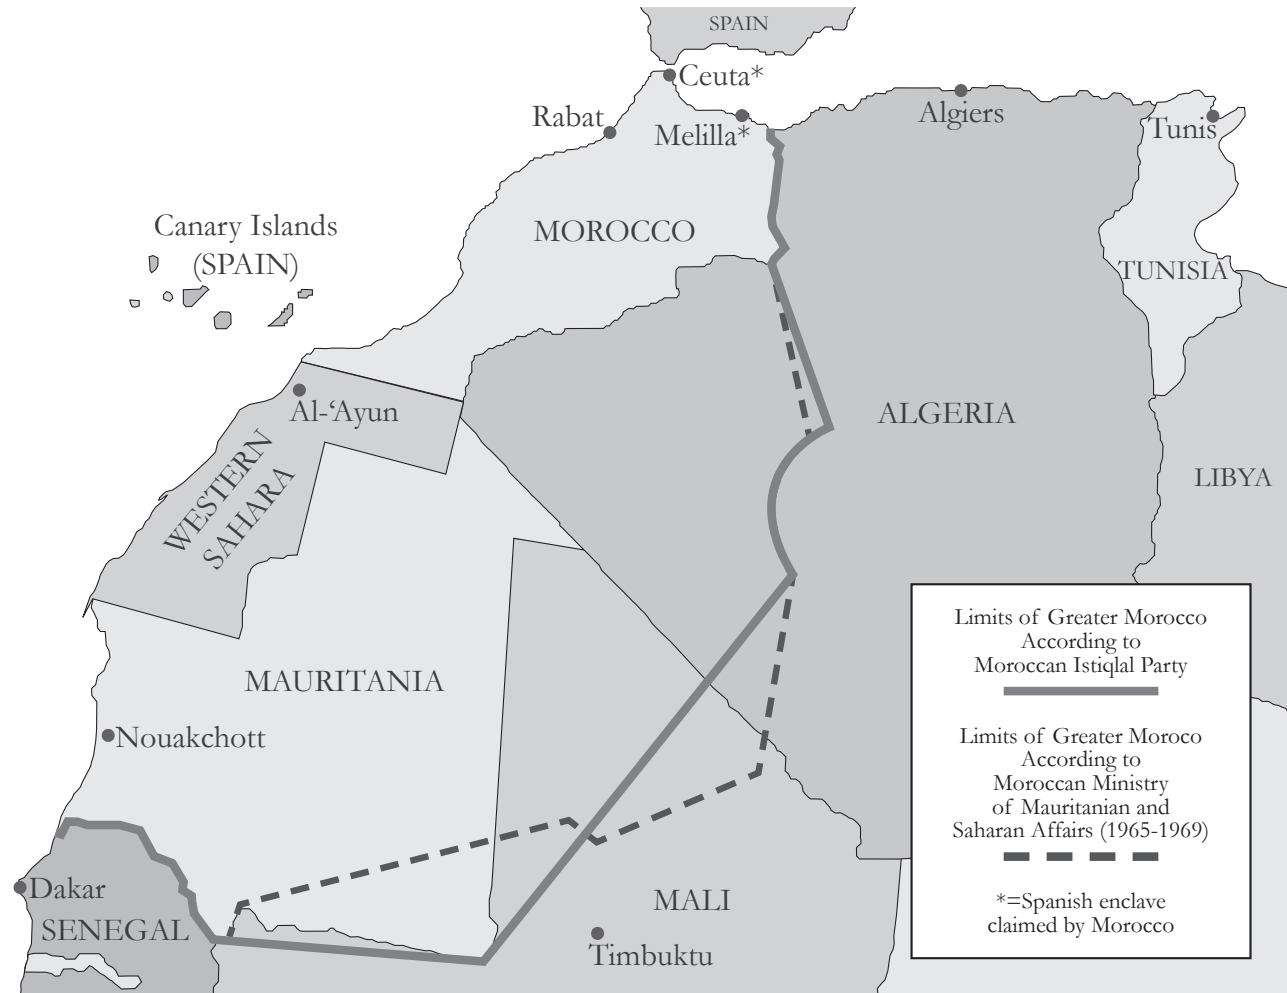 SPAIN
Ceuta*
Algiers
Rabat
Melilla*
Tunis
Canary Islands
(SPAIN)
MOROCCO
TUNISIA
Al-‘Ayun
ALGERIA
WESTERN
SAHARA
LIBYA
MAURITANIA
Nouakchott
Dakar
SENEGAL
MALI
Timbuktu
Limits of Greater Morocco
According to
Moroccan Istiqlal Party
Limits of Greater Moroco
According to
Moroccan Ministry
of Mauritanian and
Saharan Affairs (1965-1969)
*=Spanish enclave
claimed by Morocco